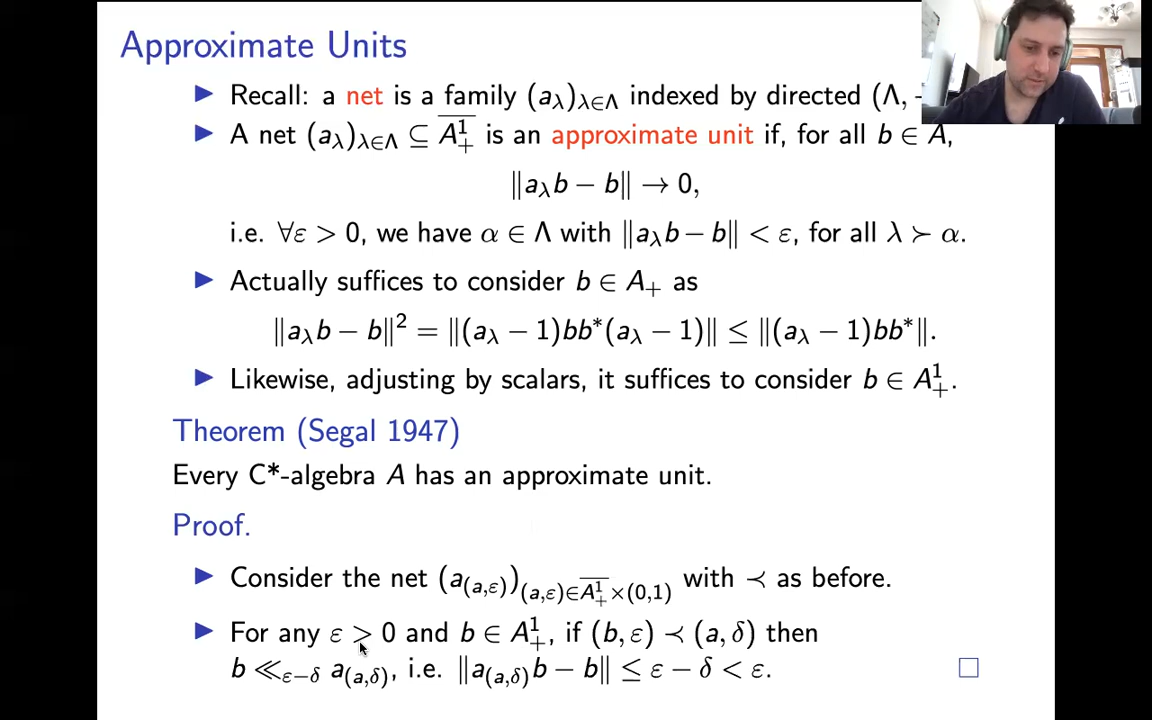 Approximate Units
▶ Recall: a net is a family (a_λ)_{λ∈Λ} indexed by directed (Λ,
▶ A net (a_λ)_{λ∈Λ} ⊆ \overline{A^1_+} is an approximate unit if, for all b ∈ A,
‖a_λb − b‖ → 0,
i.e. ∀ε > 0, we have α ∈ Λ with ‖a_λb − b‖ < ε, for all λ ≻ α.
▶ Actually suffices to consider b ∈ A_+ as
‖a_λb − b‖² = ‖(a_λ − 1)bb*(a_λ − 1)‖ ≤ ‖(a_λ − 1)bb*‖.
▶ Likewise, adjusting by scalars, it suffices to consider b ∈ A^1_+.
Theorem (Segal 1947)
Every C*-algebra A has an approximate unit.
Proof.
▶ Consider the net (a_{(a,ε)})_{(a,ε)∈\overline{A^1_+}×(0,1)} with ≺ as before.
▶ For any ε > 0 and b ∈ A^1_+, if (b, ε) ≺ (a, δ) then
b ≪_{ε−δ} a_{(a,δ)}, i.e. ‖a_{(a,δ)}b − b‖ ≤ ε − δ < ε. □